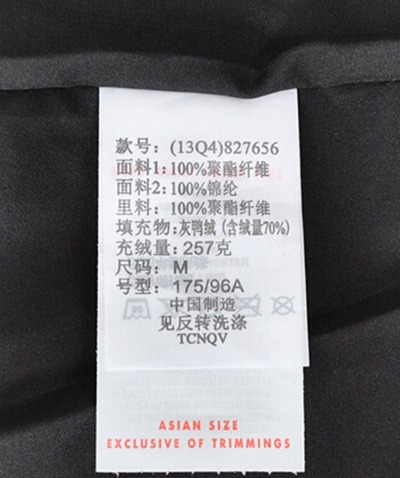 款号: (13Q4)827656
面料1: 100%聚酯纤维
面料2: 100%锦纶
里料: 100%聚酯纤维
填充物: 灰鸭绒 (含绒量70%)
充绒量: 257克
尺码: M
号型: 175/96A
中国制造
见反转洗涤
TCNQV
ASIAN SIZE
EXCLUSIVE OF TRIMMINGS